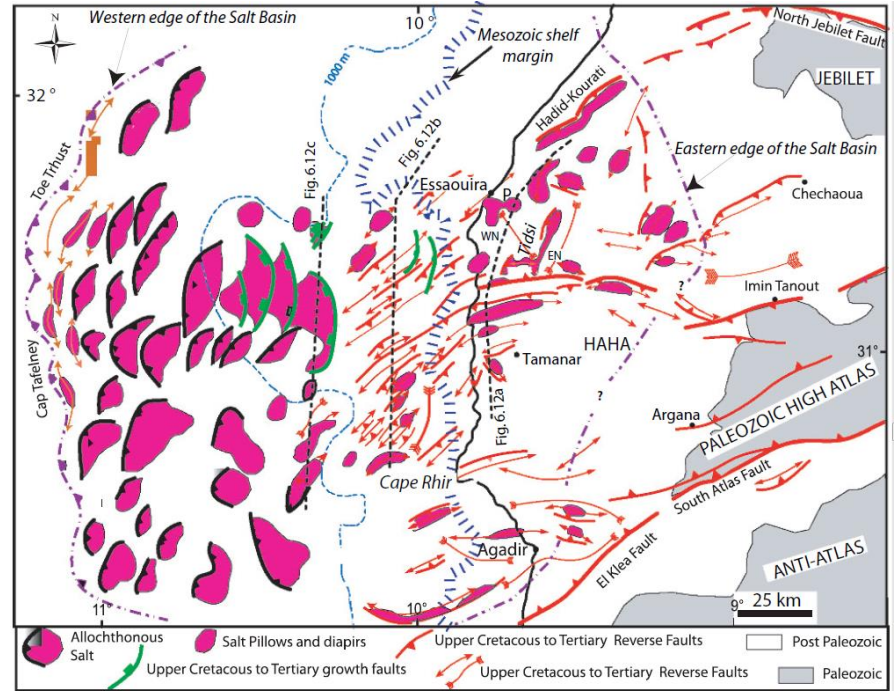 Western edge of the Salt Basin
10°
N
1000 m
Mesozoic shelf
margin
North Jebilet Fault
JEBILET
32°
Hadid-Kourati
Toe Trhust
Fig.6.12c
Fig.6.12b
Eastern edge of the Salt Basin
Essaouira
P
Chechaoua
WN
Tidsi
EN
?
Imin Tanout
Cap Tafelney
HAHA
31°
Tamanar
?
Fig.6.12a
Argana
PALEOZOIC HIGH ATLAS
Cape Rhir
South Atlas Fault
Agadir
El Klea Fault
ANTI-ATLAS
11
10°
9°
25 km
Allochthonous
Salt
Salt Pillows and diapirs
Upper Cretacous to Tertiary Reverse Faults
Post Paleozoic
Upper Cretacous to Tertiary growth faults
Upper Cretacous to Tertiary Reverse Faults
Paleozoic